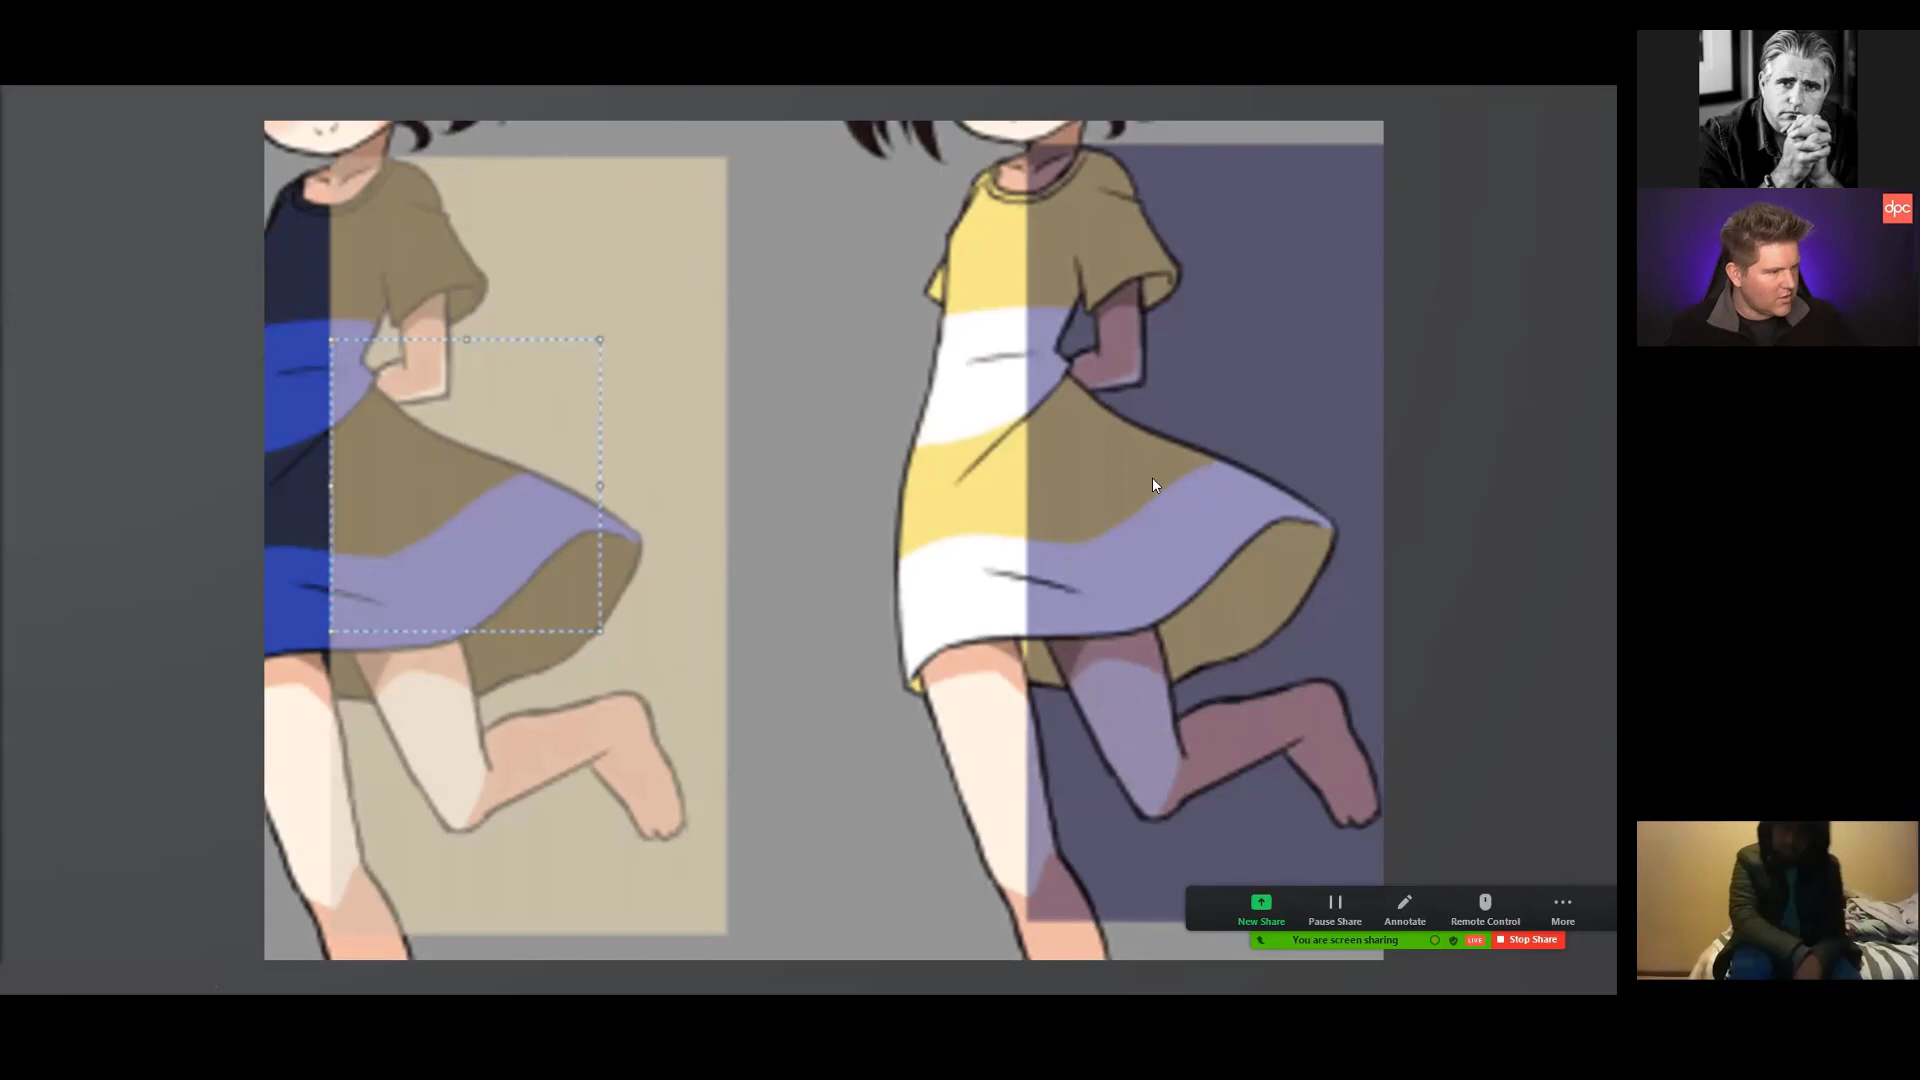 dpc
New Share
Pause Share
Annotate
Remote Control
More
You are screen sharing
LIVE
Stop Share